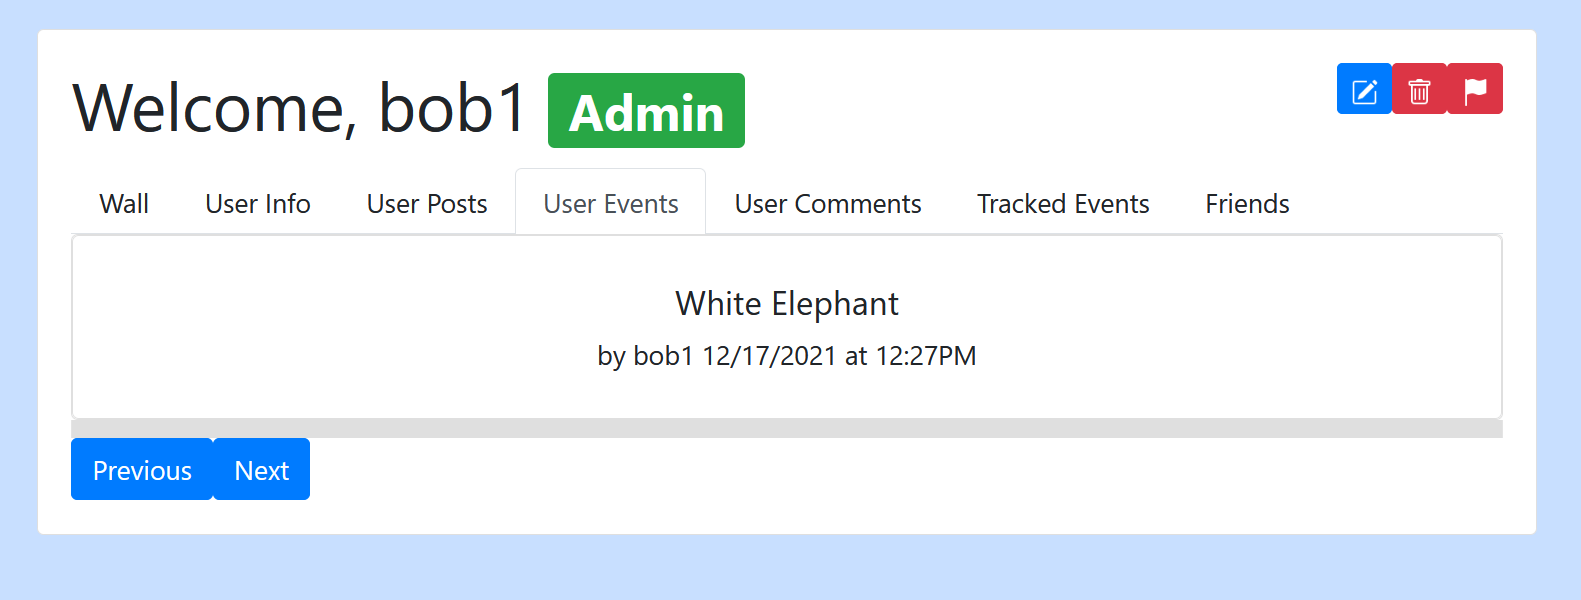 Welcome, bob1 Admin
Wall User Info User Posts User Events User Comments Tracked Events Friends
White Elephant
by bob1 12/17/2021 at 12:27PM
Previous Next